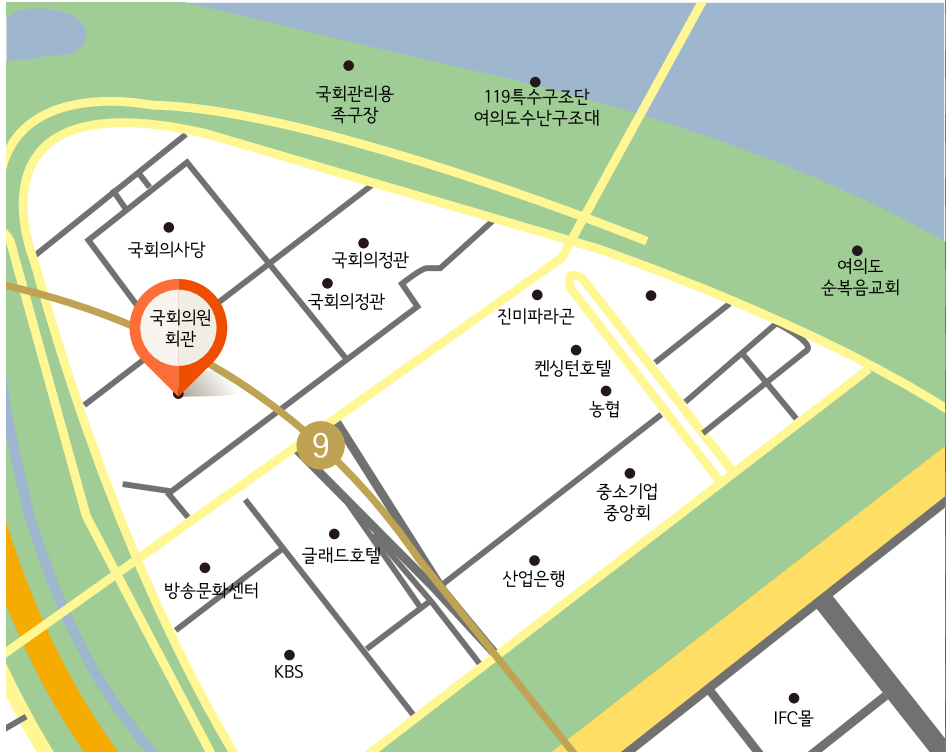 국회관리용
족구장
119특수구조단
여의도수난구조대
국회의사당
국회의정관
국회의정관
여의도
순복음교회
국회의원
회관
진미파라곤
켄싱턴호텔
농협
9
중소기업
중앙회
글래드호텔
산업은행
방송문화센터
KBS
IFC몰